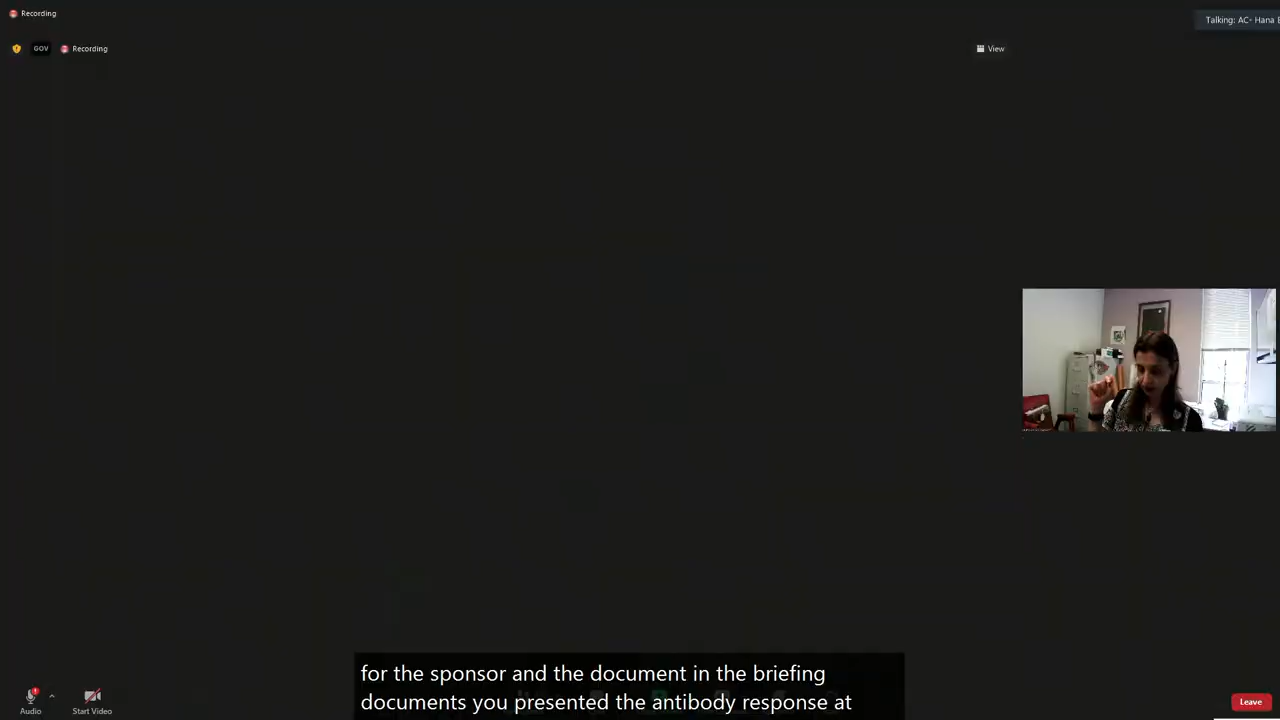 Recording
Talking: AC- Hana
GOV
Recording
View
for the sponsor and the document in the briefing
documents you presented the antibody response at
Audio
Start Video
Leave